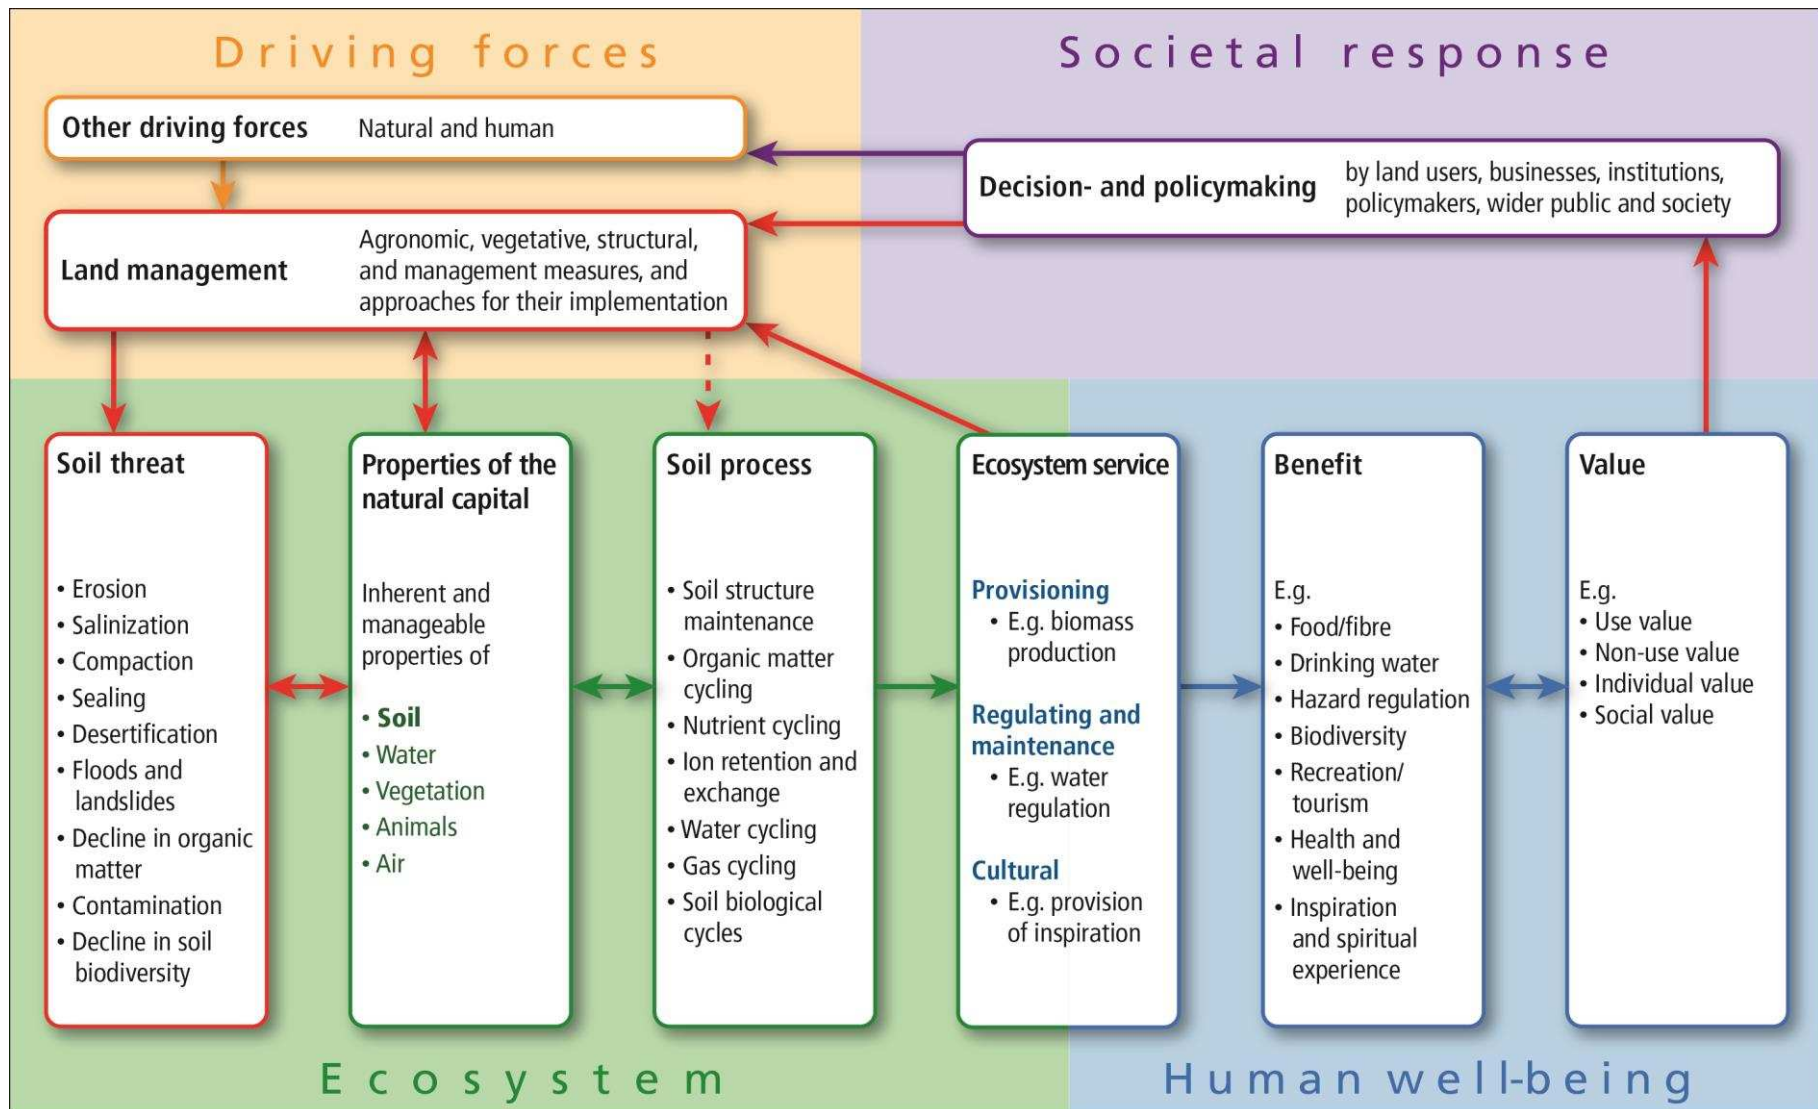 Driving forces
Societal response
Other driving forces
Natural and human
Decision- and policymaking
by land users, businesses, institutions,
policymakers, wider public and society
Land management
Agronomic, vegetative, structural,
and management measures, and
approaches for their implementation
Soil threat
• Erosion
• Salinization
• Compaction
• Sealing
• Desertification
• Floods and
landslides
• Decline in organic
matter
• Contamination
• Decline in soil
biodiversity
Properties of the
natural capital
Inherent and
manageable
properties of
• Soil
• Water
• Vegetation
• Animals
• Air
Soil process
• Soil structure
maintenance
• Organic matter
cycling
• Nutrient cycling
• Ion retention and
exchange
• Water cycling
• Gas cycling
• Soil biological
cycles
Ecosystem service
Provisioning
• E.g. biomass
production
Regulating and
maintenance
• E.g. water
regulation
Cultural
• E.g. provision
of inspiration
Benefit
E.g.
• Food/fibre
• Drinking water
• Hazard regulation
• Biodiversity
• Recreation/
tourism
• Health and
well-being
• Inspiration
and spiritual
experience
Value
E.g.
• Use value
• Non-use value
• Individual value
• Social value
Ecosystem
Human well-being